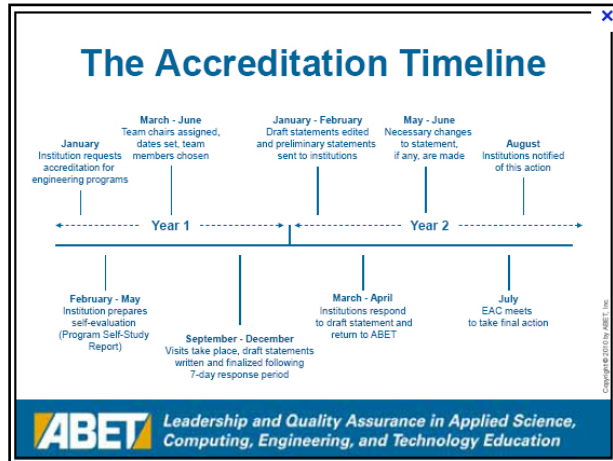 The Accreditation Timeline
January
Institution requests
accreditation for
engineering programs
March - June
Team chairs assigned,
dates set, team
members chosen
January - February
Draft statements edited
and preliminary statements
sent to institutions
May - June
Necessary changes
to statement,
if any, are made
August
Institutions notified
of this action
Year 1
Year 2
February - May
Institution prepares
self-evaluation
(Program Self-Study
Report)
September - December
Visits take place, draft statements
written and finalized following
7-day response period
March - April
Institutions respond
to draft statement and
return to ABET
July
EAC meets
to take final action
Copyright © 2010 by ABET, Inc.
ABET
Leadership and Quality Assurance in Applied Science,
Computing, Engineering, and Technology Education